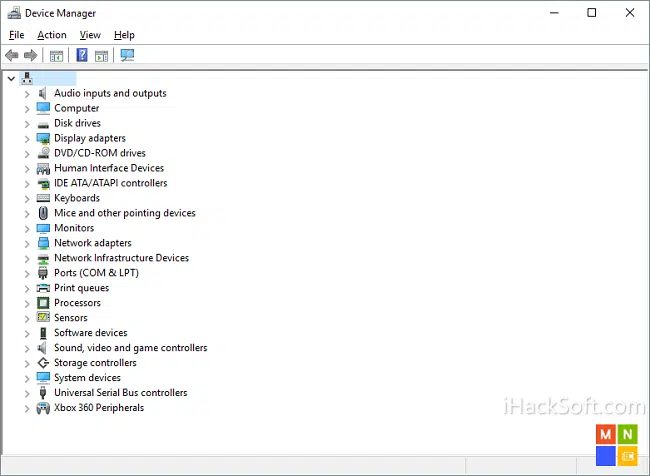 Device Manager
File Action View Help
Audio inputs and outputs
Computer
Disk drives
Display adapters
DVD/CD-ROM drives
Human Interface Devices
IDE ATA/ATAPI controllers
Keyboards
Mice and other pointing devices
Monitors
Network adapters
Network Infrastructure Devices
Ports (COM & LPT)
Print queues
Processors
Sensors
Software devices
Sound, video and game controllers
Storage controllers
System devices
Universal Serial Bus controllers
Xbox 360 Peripherals
iHackSoft.com
M N